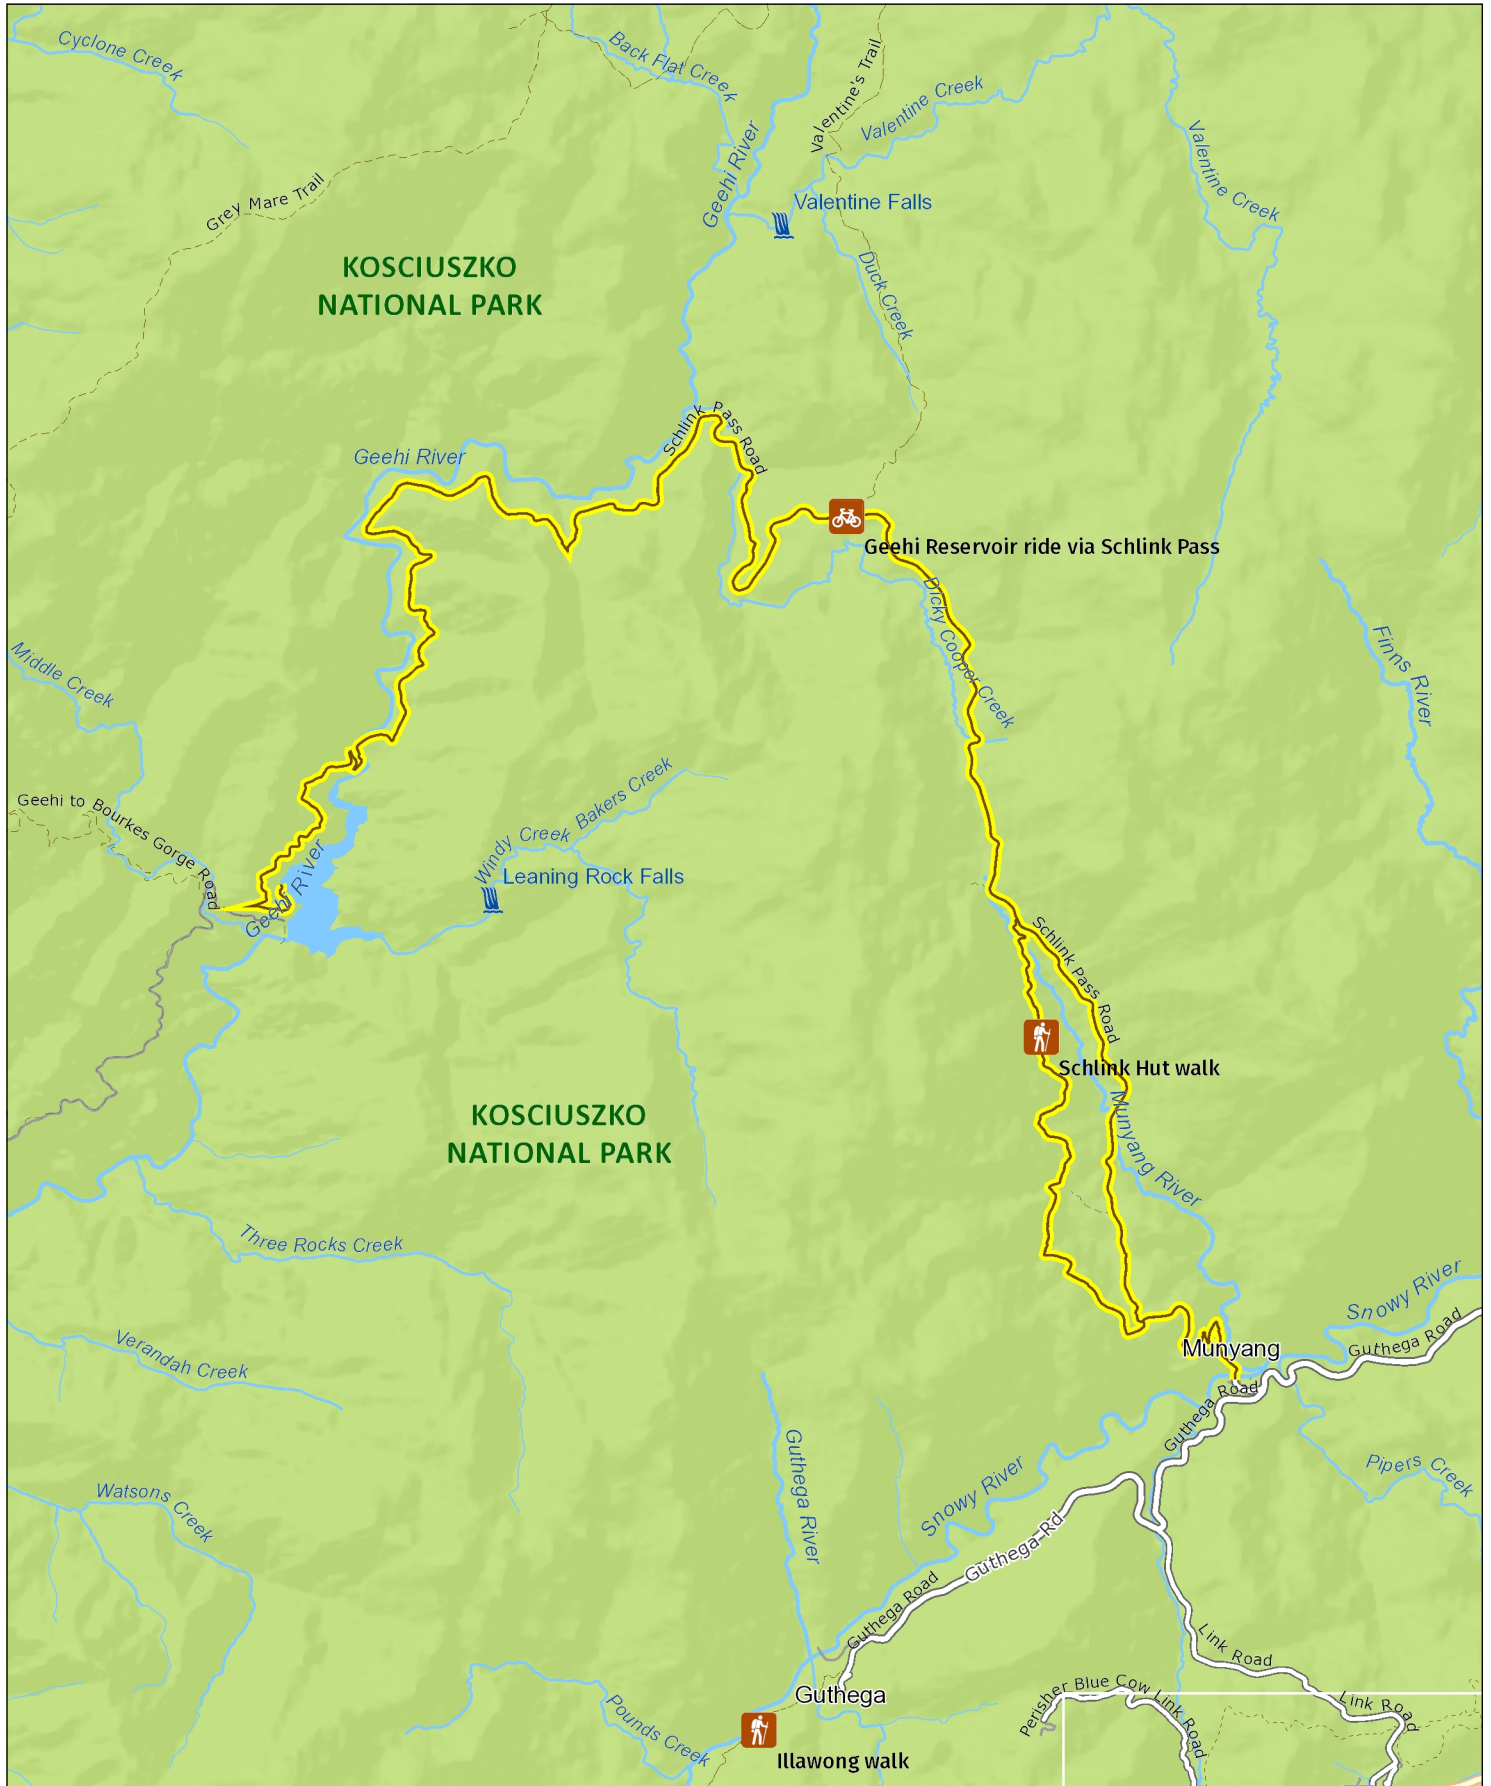 Cyclone Creek
Back Flat Creek
Valentine's Trail
Valentine Creek
Geehi River
Valentine Creek
Grey Mare Trail
Valentine Falls
KOSCIUSZKO
NATIONAL PARK
Duck Creek
Schlink Pass Road
Geehi River
Geehi Reservoir ride via Schlink Pass
Dicky Cooper Creek
Finns River
Middle Creek
Geehi to Bourkes Gorge Road
Bakers Creek
Windy Creek
Leaning Rock Falls
Geehi River
Schlink Pass Road
Schlink Hut walk
KOSCIUSZKO
NATIONAL PARK
Munyang River
Three Rocks Creek
Snowy River
Guthega Road
Verandah Creek
Munyang
Guthega Road
Guthega River
Pipers Creek
Snowy River
Watsons Creek
Guthega Rd
Guthega Road
Link Road
Guthega
Perisher Blue Cow Link Road
Link Road
Pounds Creek
Illawong walk